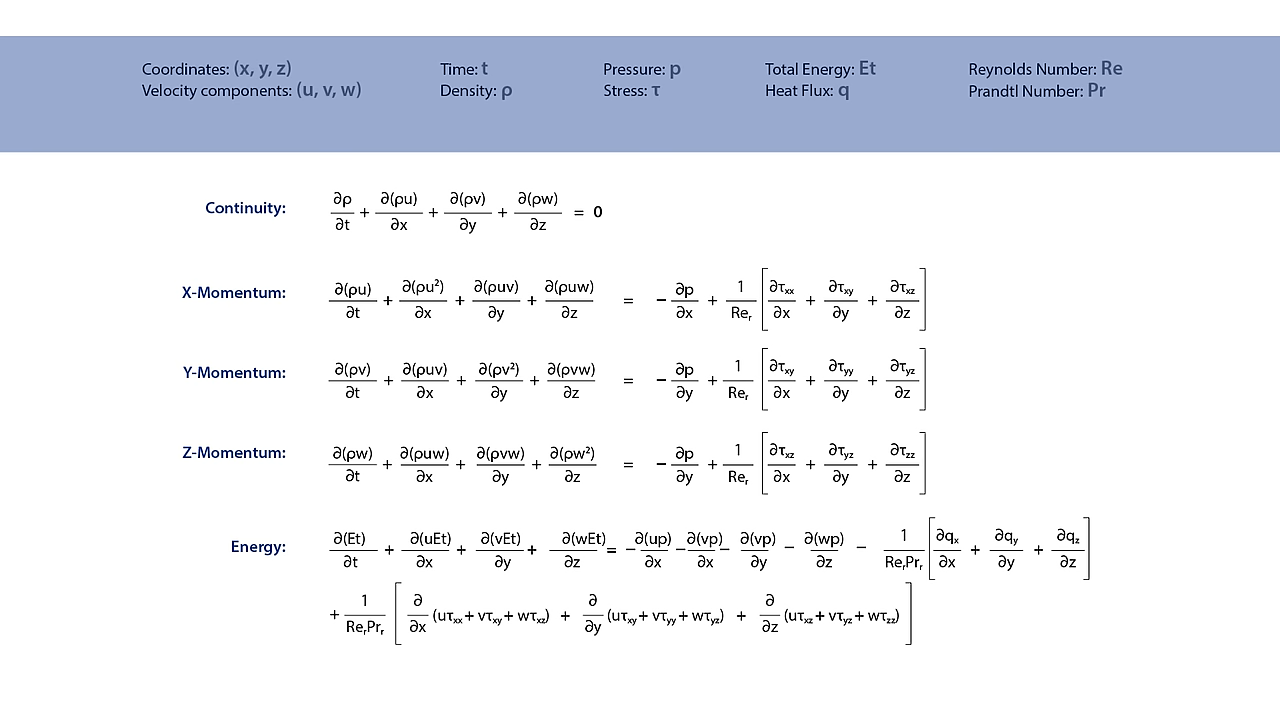 Coordinates: (x, y, z) Time: t Pressure: p Total Energy: Et Reynolds Number: Re
Velocity components: (u, v, w) Density: ρ Stress: τ Heat Flux: q Prandtl Number: Pr
Continuity: ∂ρ/∂t + ∂(ρu)/∂x + ∂(ρv)/∂y + ∂(ρw)/∂z = 0
X-Momentum: ∂(ρu)/∂t + ∂(ρu²)/∂x + ∂(ρuv)/∂y + ∂(ρuw)/∂z = − ∂p/∂x + 1/Reᵣ [∂τxx/∂x + ∂τxy/∂y + ∂τxz/∂z]
Y-Momentum: ∂(ρv)/∂t + ∂(ρuv)/∂x + ∂(ρv²)/∂y + ∂(ρvw)/∂z = − ∂p/∂y + 1/Reᵣ [∂τxy/∂x + ∂τyy/∂y + ∂τyz/∂z]
Z-Momentum: ∂(ρw)/∂t + ∂(ρuw)/∂x + ∂(ρvw)/∂y + ∂(ρw²)/∂z = − ∂p/∂y + 1/Reᵣ [∂τxz/∂x + ∂τyz/∂y + ∂τzz/∂z]
Energy: ∂(Et)/∂t + ∂(uEt)/∂x + ∂(vEt)/∂y + ∂(wEt)/∂z = − ∂(up)/∂x − ∂(vp)/∂x − ∂(vp)/∂y − ∂(wp)/∂z − 1/ReᵣPrᵣ [∂qx/∂x + ∂qy/∂y + ∂qz/∂z]
+ 1/ReᵣPrᵣ [∂/∂x (uτxx + vτxy + wτxz) + ∂/∂y (uτxy + vτyy + wτyz) + ∂/∂z (uτxz + vτyz + wτzz)]